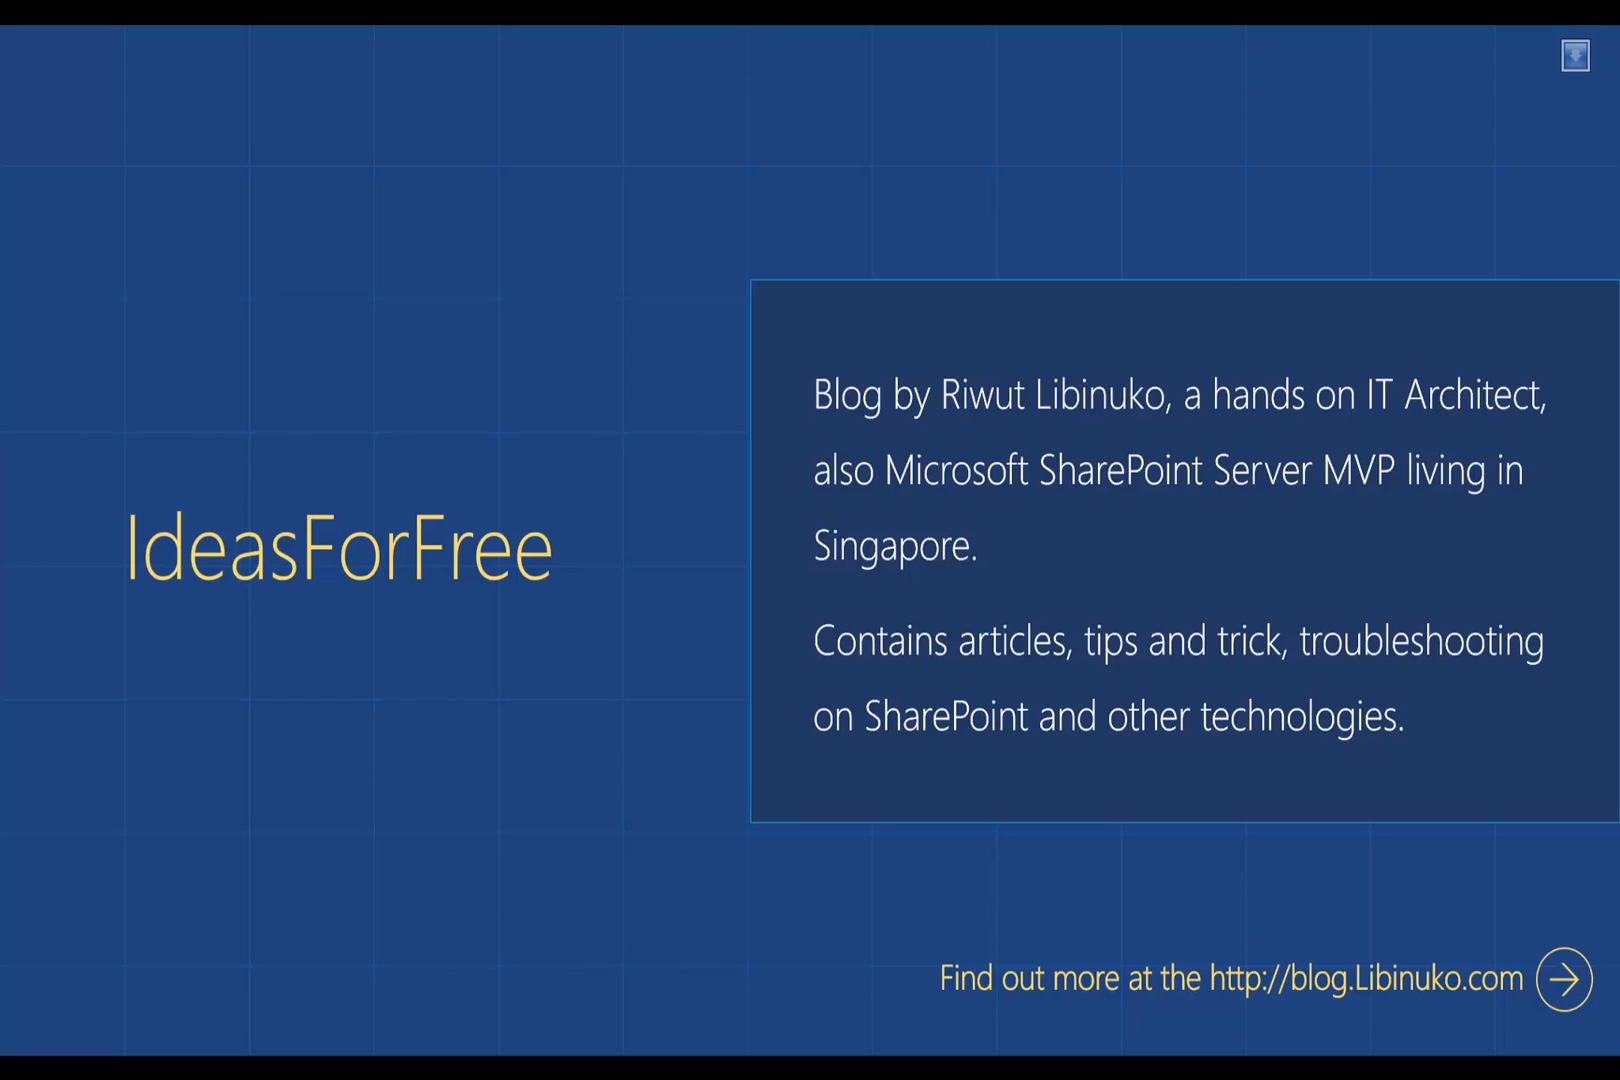 IdeasForFree
Blog by Riwut Libinuko, a hands on IT Architect,
also Microsoft SharePoint Server MVP living in
Singapore.
Contains articles, tips and trick, troubleshooting
on SharePoint and other technologies.
Find out more at the http://blog.Libinuko.com